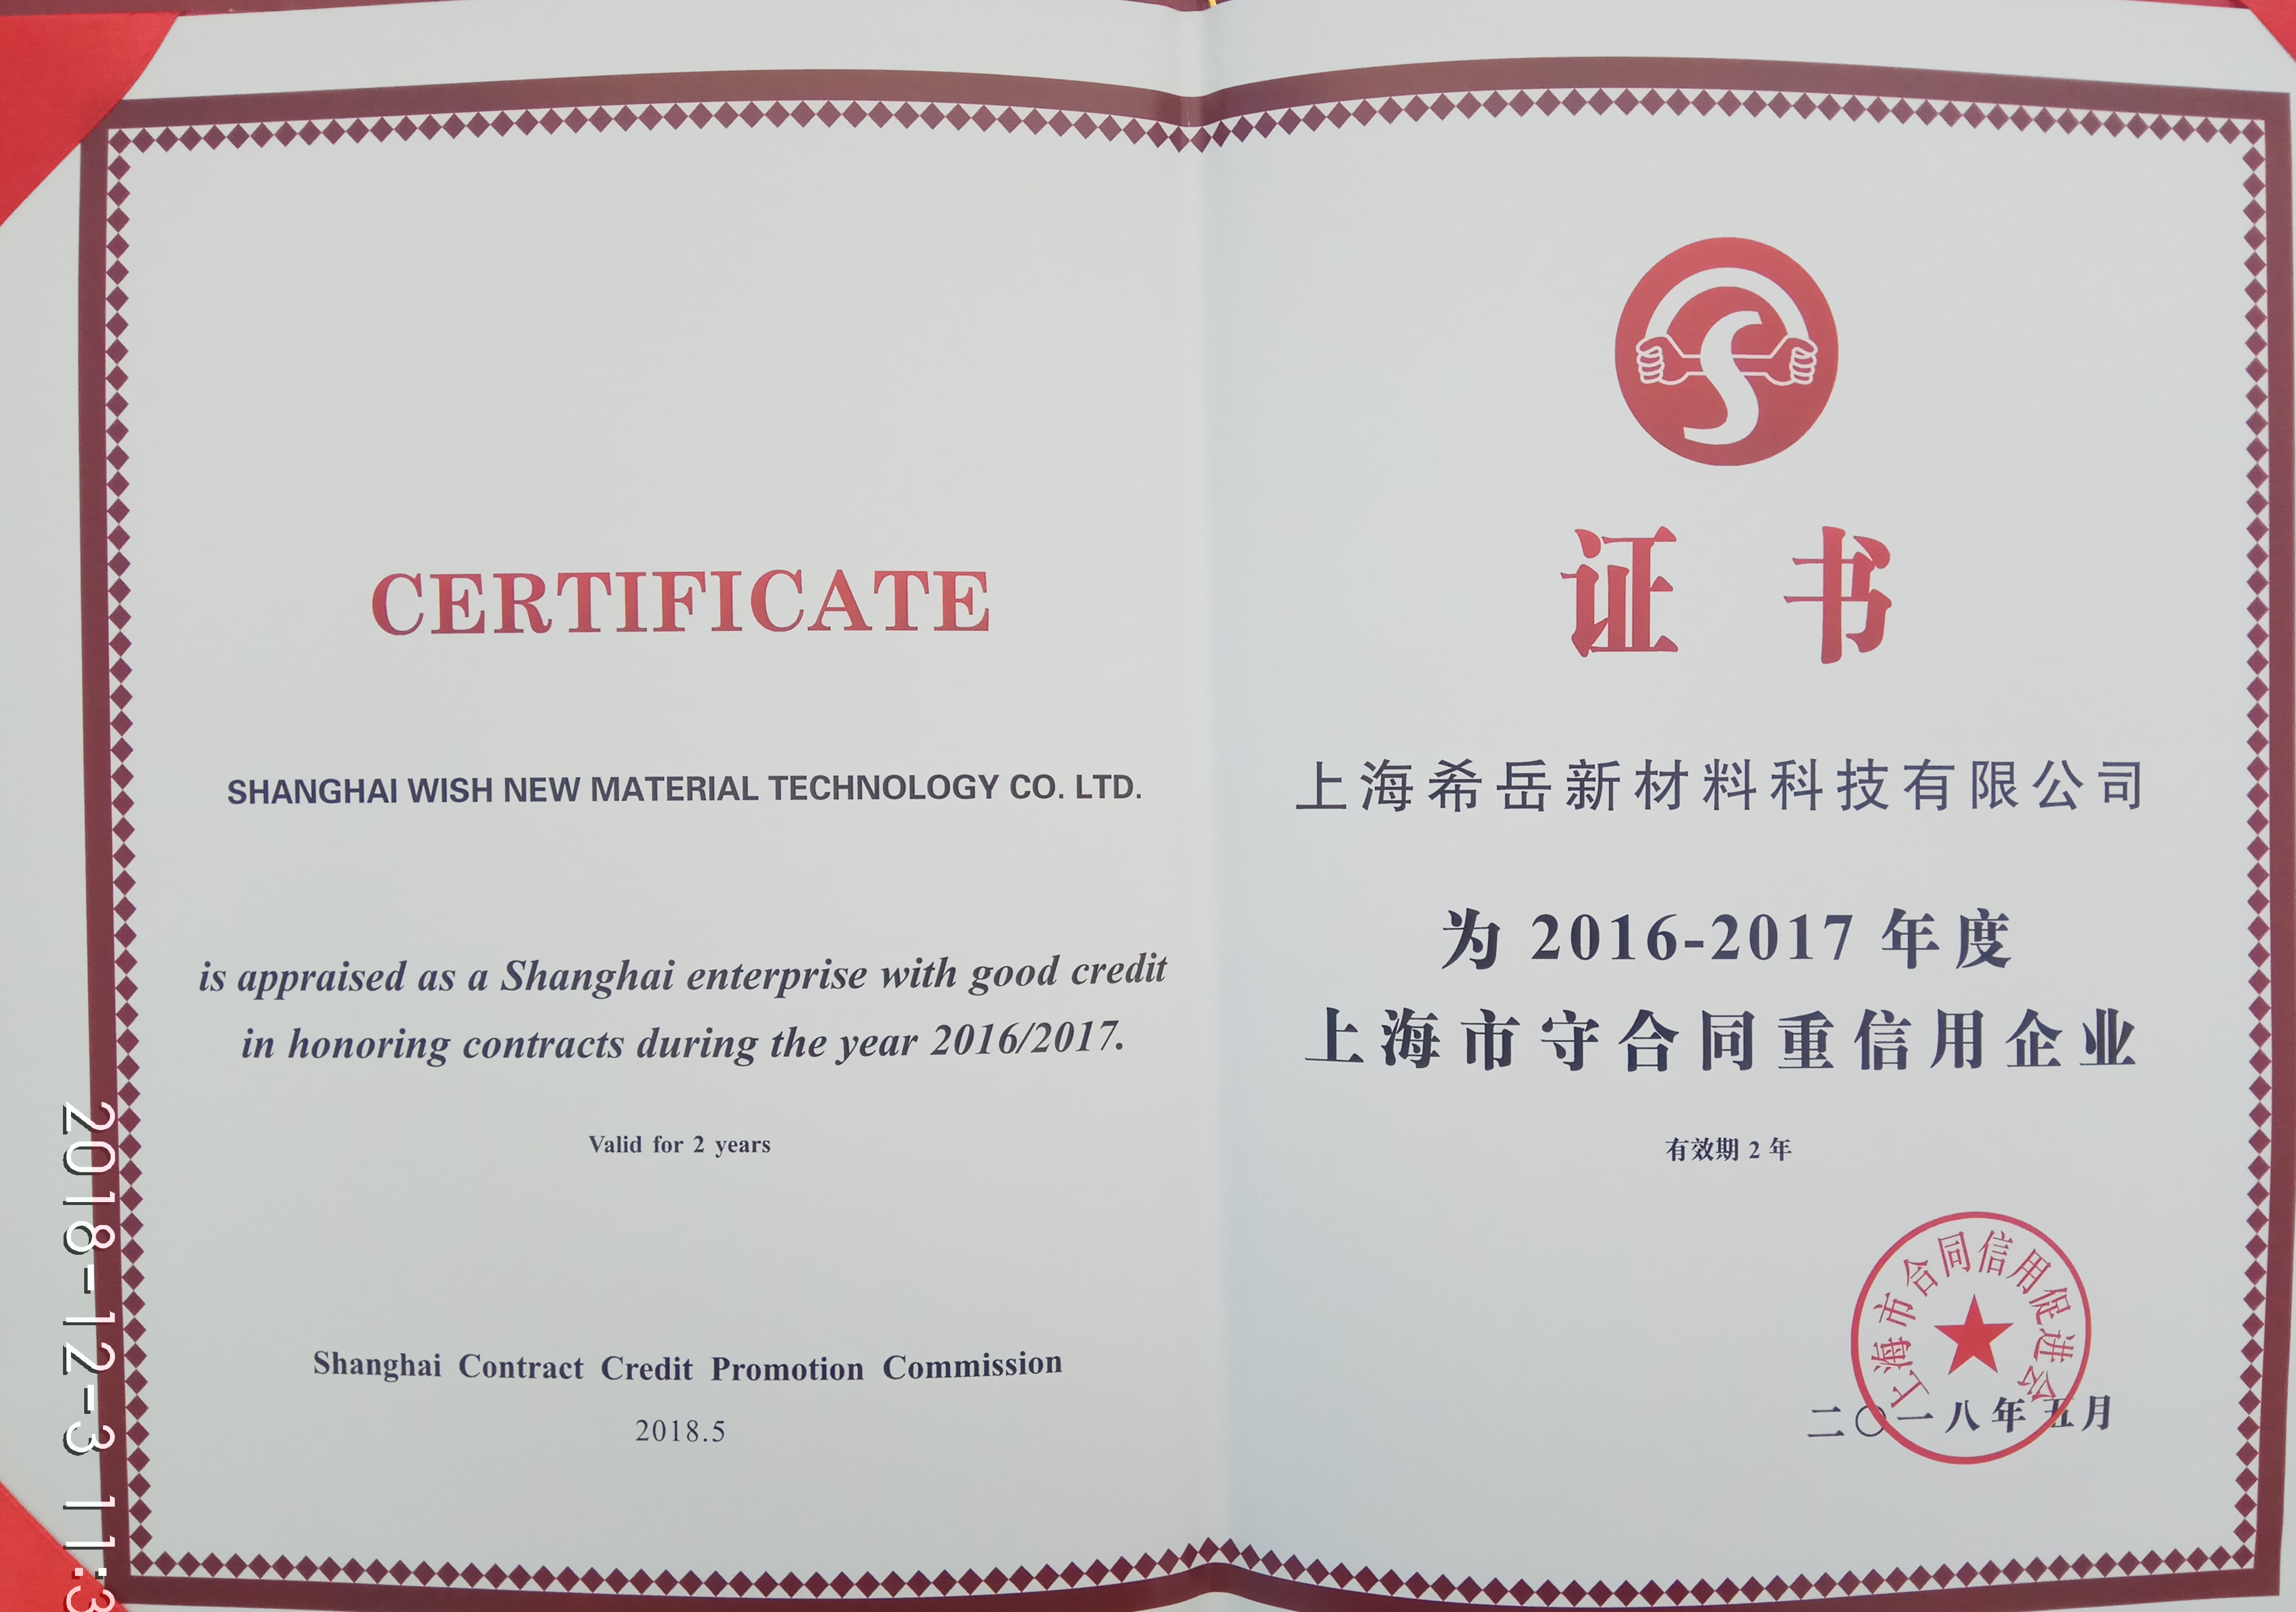 CERTIFICATE
SHANGHAI WISH NEW MATERIAL TECHNOLOGY CO. LTD.
is appraised as a Shanghai enterprise with good credit
in honoring contracts during the year 2016/2017.
Valid for 2 years
Shanghai Contract Credit Promotion Commission
2018.5
证书
上海希岳新材料科技有限公司
为 2016-2017 年度
上海市守合同重信用企业
有效期 2 年
上海市合同信用促进会
二〇一八年五月
2018-12-3 11:3